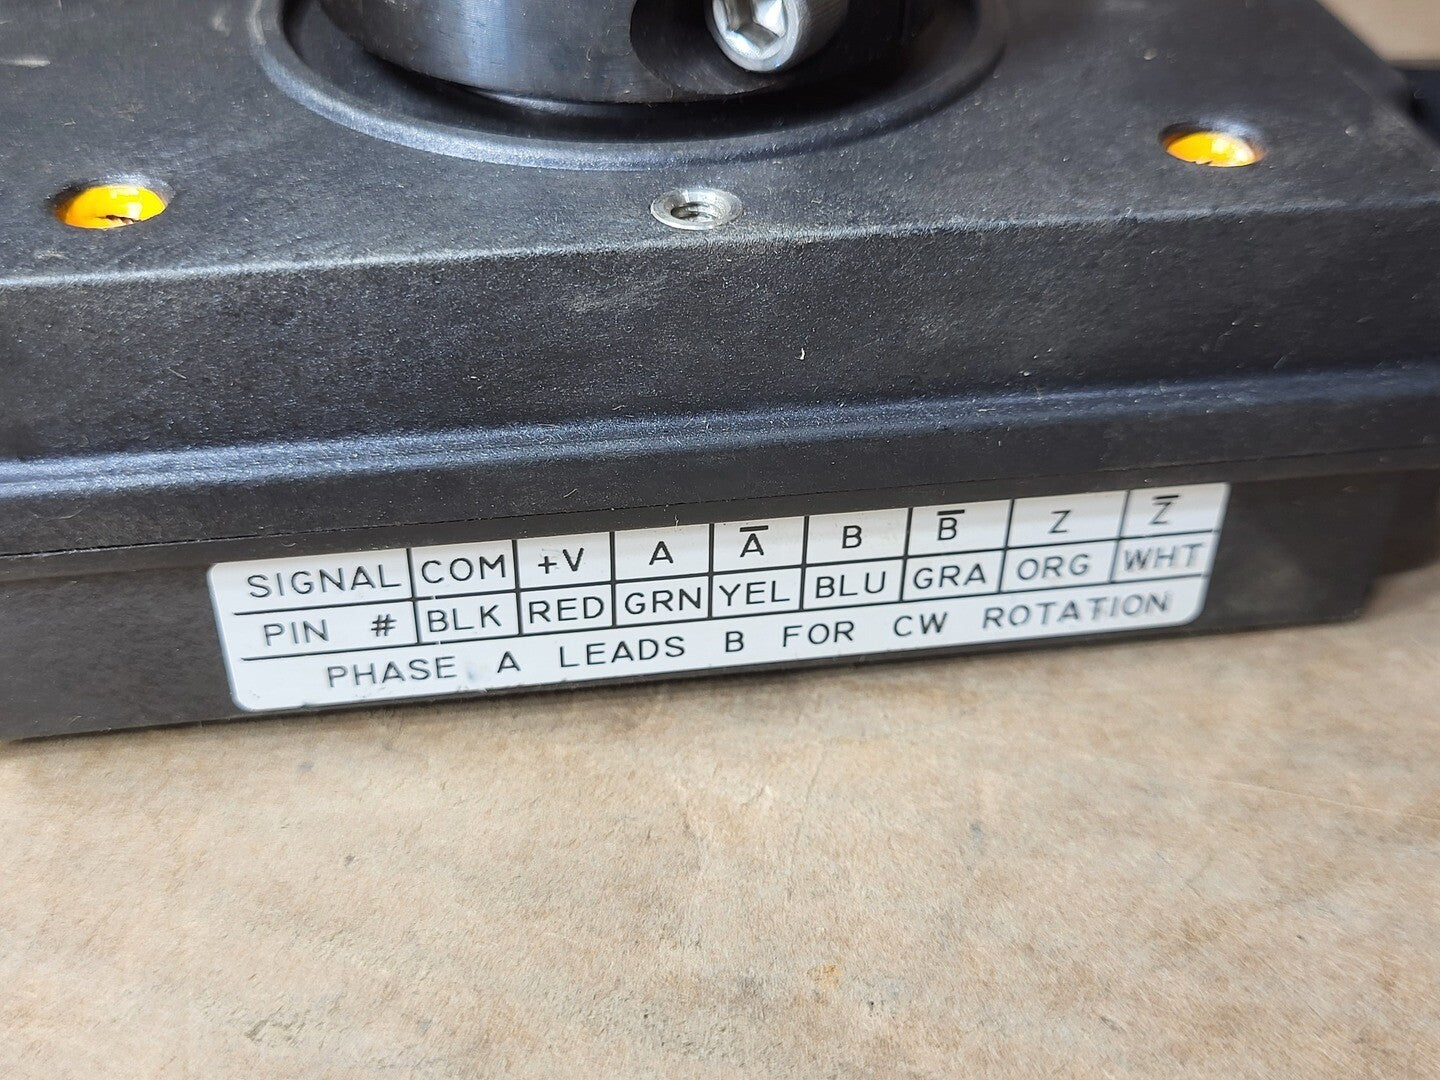 SIGNAL COM +V A A̅ B B̅ Z Z̅
PIN # BLK RED GRN YEL BLU GRA ORG WHT
PHASE A LEADS B FOR CW ROTATION